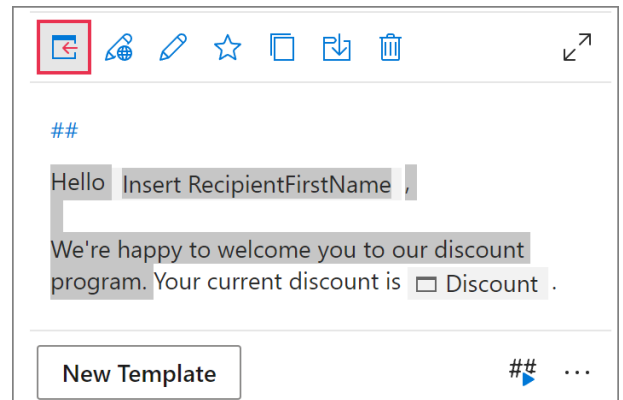 ##
Hello Insert RecipientFirstName ,
We're happy to welcome you to our discount
program. Your current discount is Discount .
New Template
## ...